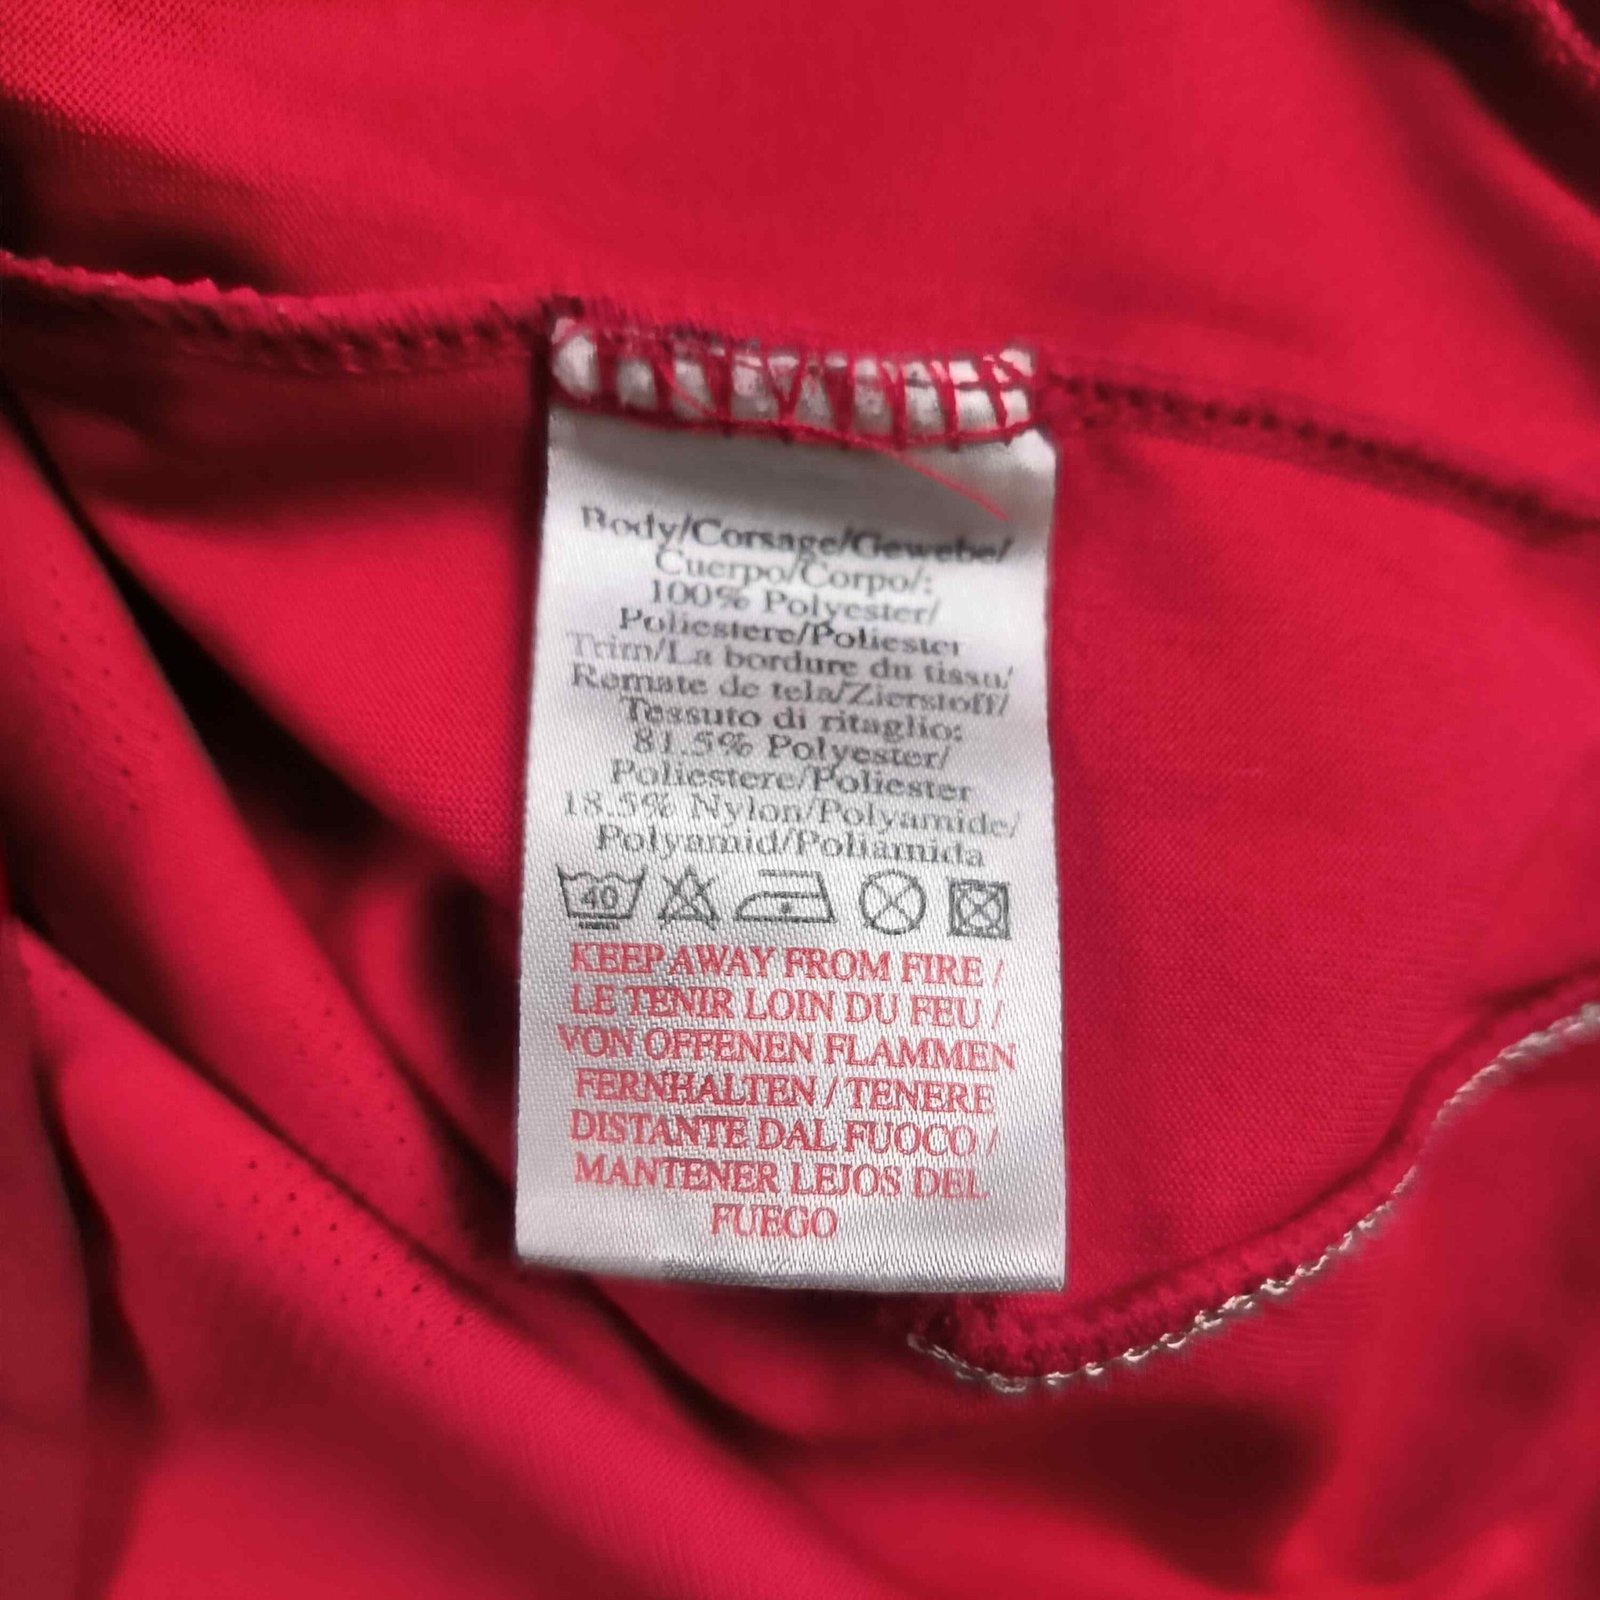 Body/Corsage/Gewebe/
Cuerpo/Corpo/:
100% Polyester/
Poliestere/Poliester
Trim/La bordure du tissu/
Remate de tela/Zierstoff/
Tessuto di ritaglio:
81.5% Polyester/
Poliestere/Poliester
18.5% Nylon/Polyamide/
Polyamid/Poliamida
40
KEEP AWAY FROM FIRE /
LE TENIR LOIN DU FEU /
VON OFFENEN FLAMMEN
FERNHALTEN / TENERE
DISTANTE DAL FUOCO /
MANTENER LEJOS DEL
FUEGO